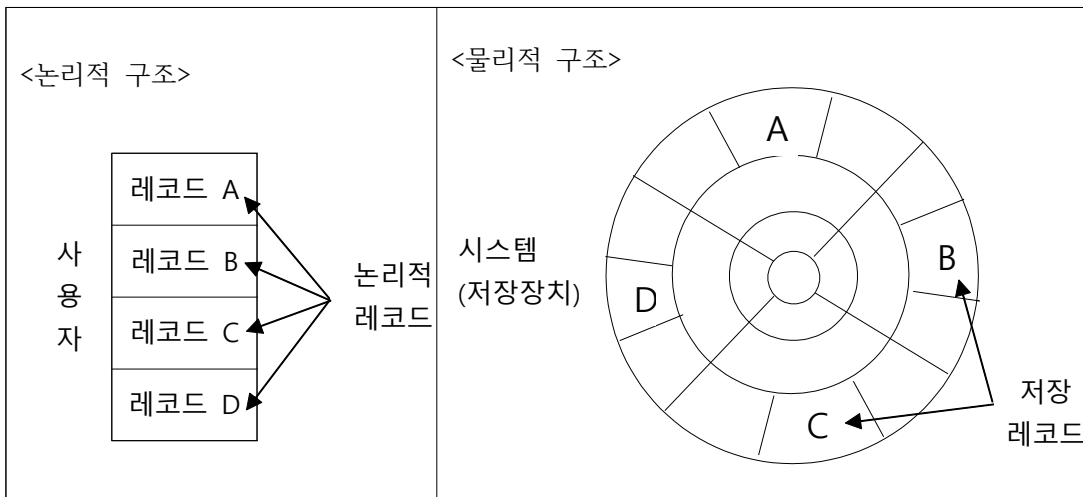 <논리적 구조>
레코드 A
레코드 B
레코드 C
레코드 D
사
용
자
논리적
레코드
<물리적 구조>
시스템
(저장장치)
A
B
C
D
저장
레코드